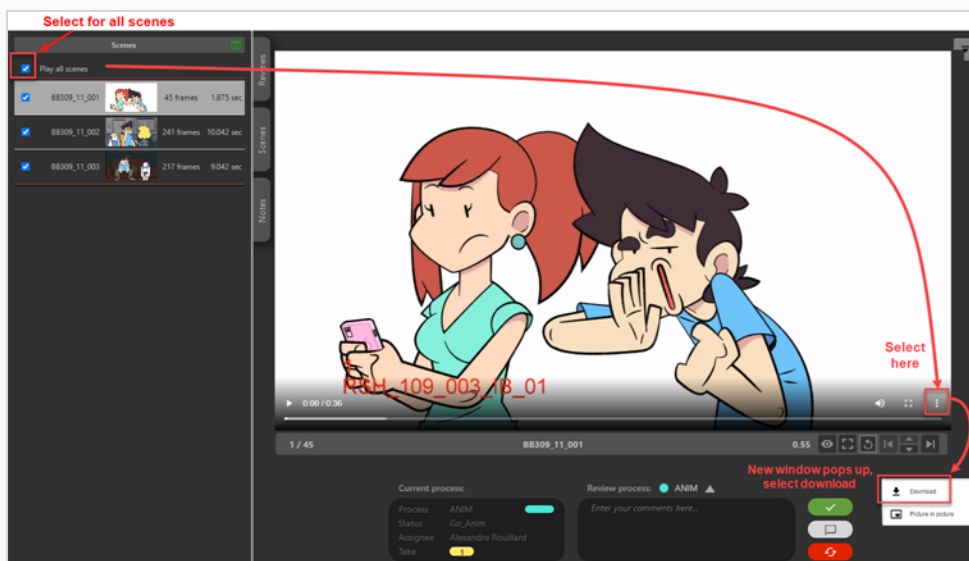 Select for all scenes
Scenes
Play all scenes
BB309_11_001 45 frames 1.875 sec
BB309_11_002 241 frames 10.042 sec
BB309_11_003 217 frames 9.042 sec
Reviews
Scenes
Notes
Select
here
RSH_109_003_IB_01
0:00 / 0:36
1 / 45 BB309_11_001 0.55
New window pops up,
select download
Download
Picture in picture
Current process:
Process ANIM
Status Go_Anim
Assignee Alexandre Rouillard
Take 1
Review process: ANIM
Enter your comments here...